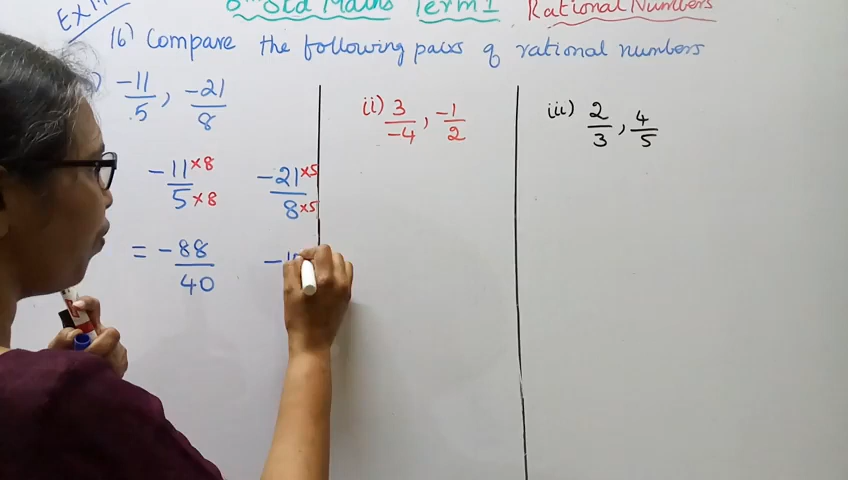 Std Maths Term I Rational Numbers
Ex 1.1
16) Compare the following pairs of rational numbers
-11/5, -21/8
(ii) 3/-4, -1/2
(iii) 2/3, 4/5
-11×8/5×8 -21×5/8×5
= -88/40 -1